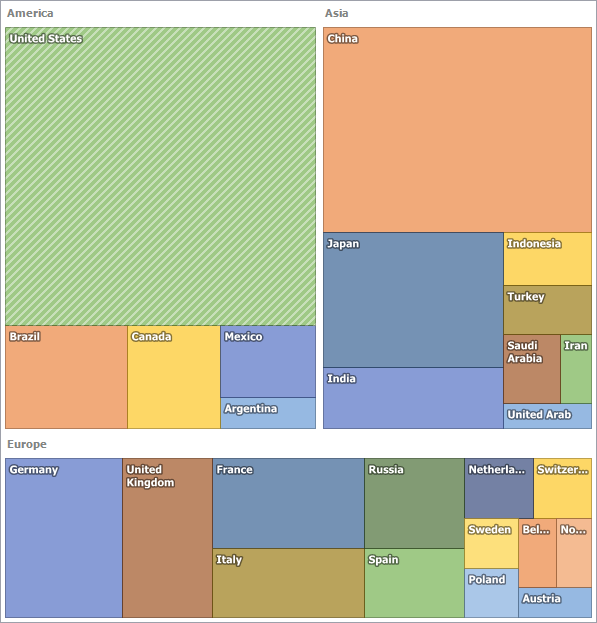 America
United States
Brazil
Canada
Mexico
Argentina
Asia
China
Japan
India
Indonesia
Turkey
Saudi
Arabia
Iran
United Arab
Europe
Germany
United
Kingdom
France
Italy
Russia
Spain
Netherla...
Switzer...
Sweden
Poland
Bel...
No...
Austria